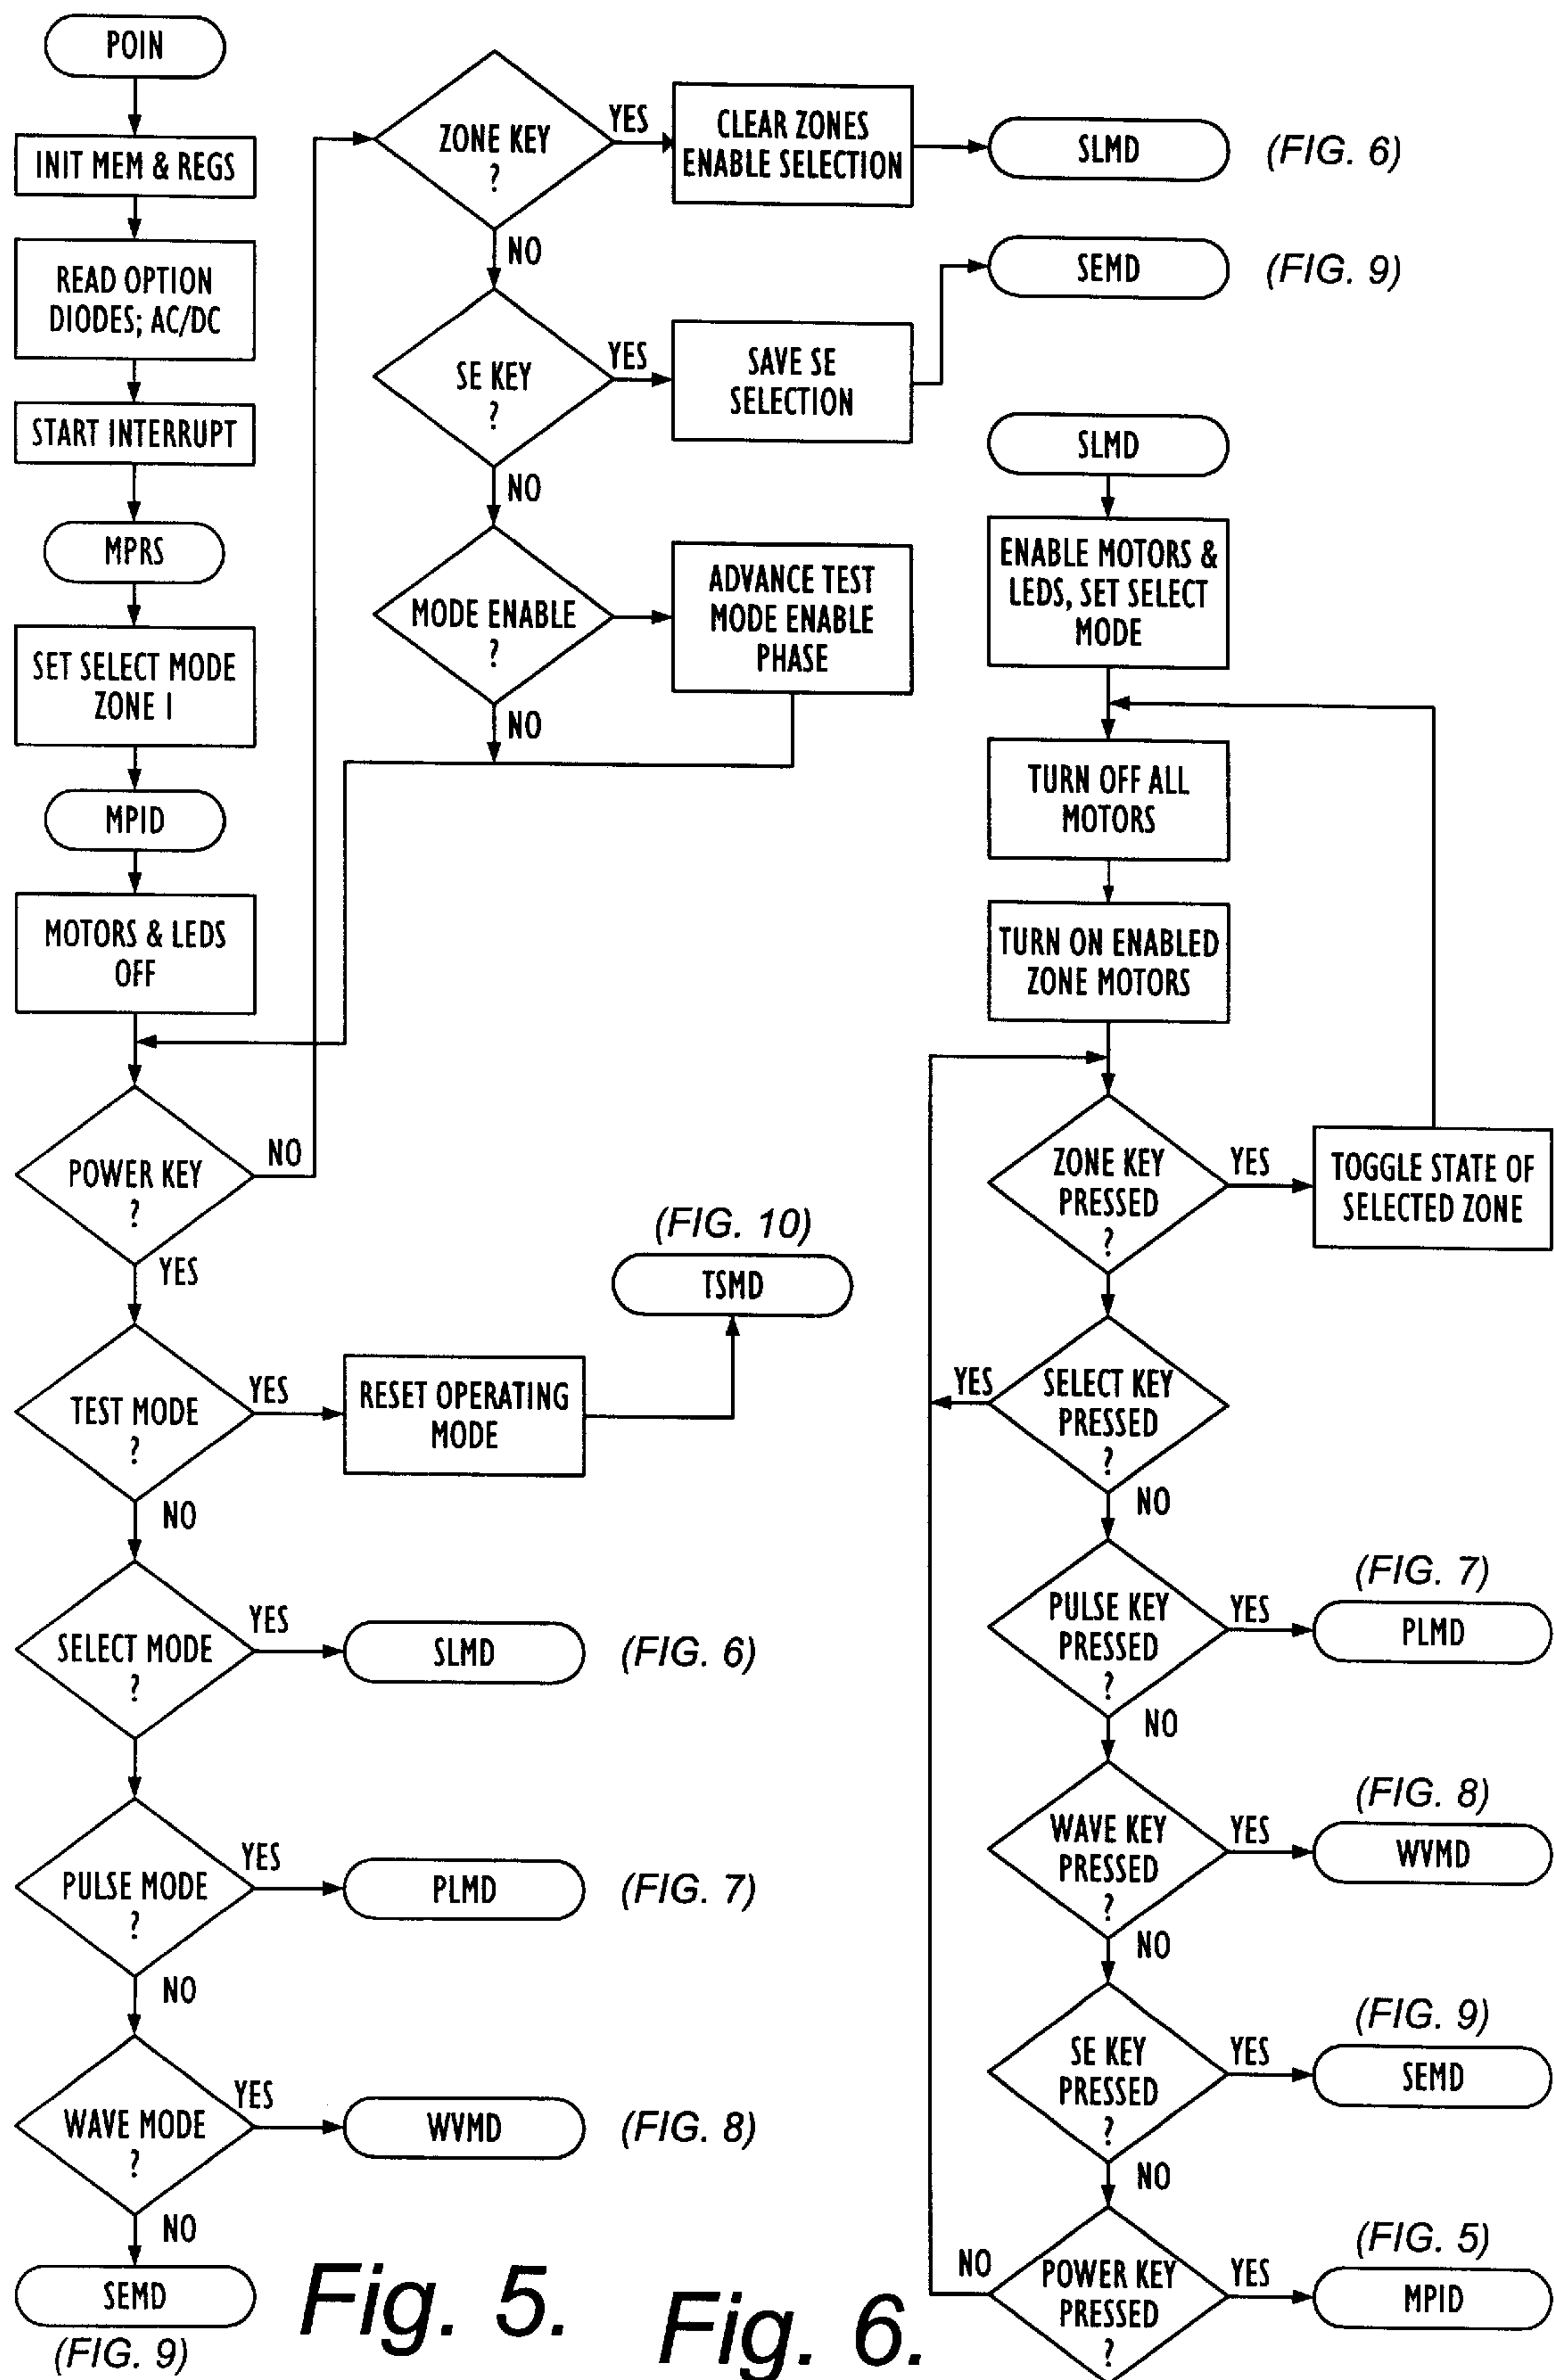 POIN
INIT MEM & REGS
READ OPTION
DIODES; AC/DC
START INTERRUPT
MPRS
SET SELECT MODE
ZONE I
MPID
MOTORS & LEDS
OFF
POWER KEY
?
NO
YES
TEST MODE
?
YES
NO
RESET OPERATING
MODE
(FIG. 10)
TSMD
SELECT MODE
?
YES
SLMD
(FIG. 6)
PULSE MODE
?
YES
PLMD
(FIG. 7)
NO
WAVE MODE
?
YES
WVMD
(FIG. 8)
NO
SEMD
(FIG. 9)
ZONE KEY
?
YES
CLEAR ZONES
ENABLE SELECTION
SLMD
(FIG. 6)
NO
SE KEY
?
YES
SAVE SE
SELECTION
SEMD
(FIG. 9)
NO
MODE ENABLE
?
ADVANCE TEST
MODE ENABLE
PHASE
NO
Fig. 5.
SLMD
ENABLE MOTORS &
LEDS, SET SELECT
MODE
TURN OFF ALL
MOTORS
TURN ON ENABLED
ZONE MOTORS
ZONE KEY
PRESSED
?
YES
TOGGLE STATE OF
SELECTED ZONE
SELECT KEY
PRESSED
?
YES
NO
PULSE KEY
PRESSED
?
YES
(FIG. 7)
PLMD
NO
WAVE KEY
PRESSED
?
YES
(FIG. 8)
WVMD
NO
SE KEY
PRESSED
?
YES
(FIG. 9)
SEMD
NO
POWER KEY
PRESSED
?
NO
YES
(FIG. 5)
MPID
Fig. 6.